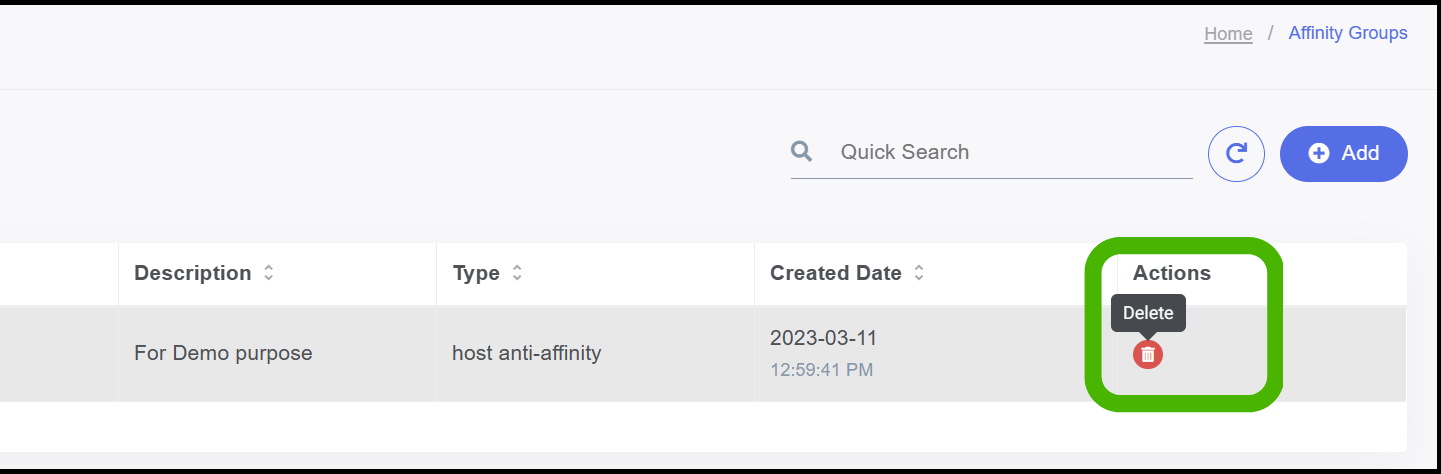 Home / Affinity Groups
Quick Search
Add
Description Type Created Date Actions
Delete
For Demo purpose host anti-affinity 2023-03-11
12:59:41 PM